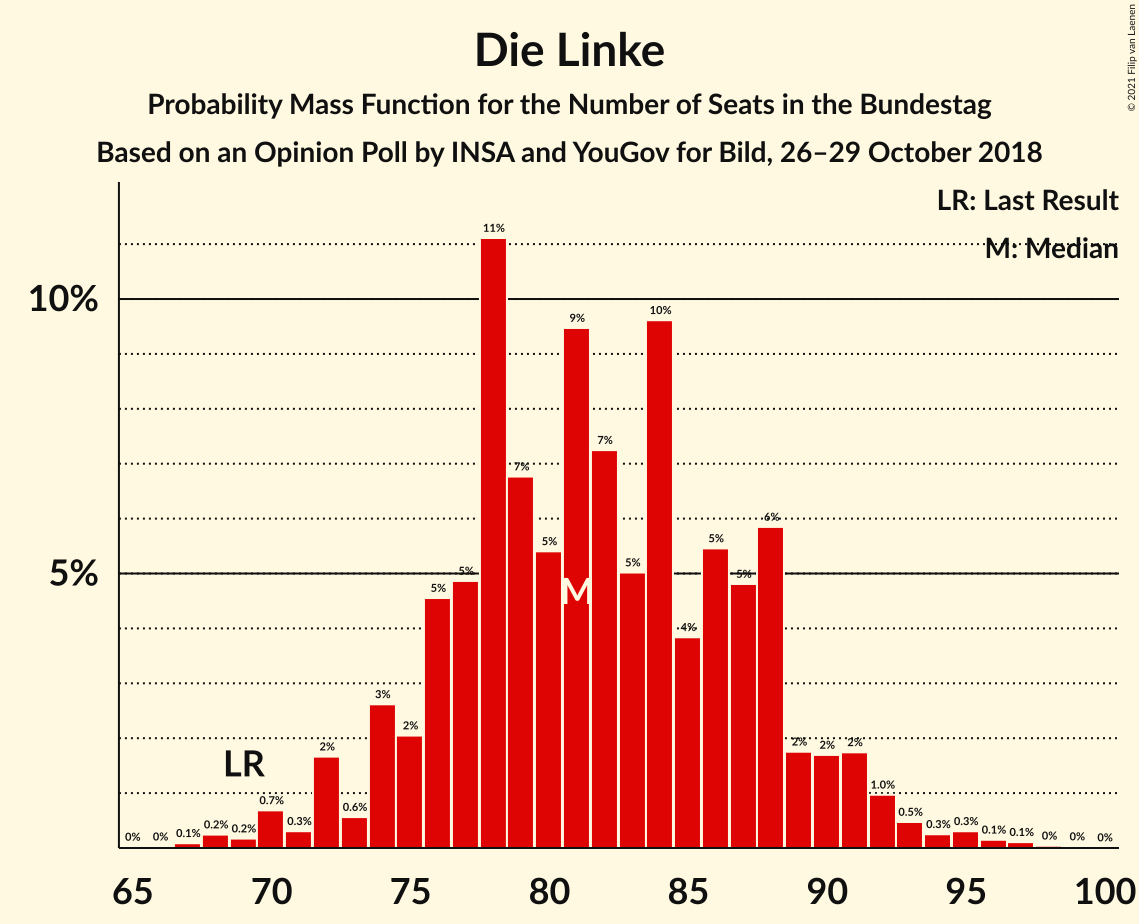 © 2021 Filip van Laenen
Die Linke
Probability Mass Function for the Number of Seats in the Bundestag
Based on an Opinion Poll by INSA and YouGov for Bild, 26–29 October 2018
LR: Last Result
M: Median
10%
5%
0% 0% 0.1% 0.2% 0.2% 0.7% 0.3% 2% 0.6% 3% 2% 5% 5% 11% 7% 5% 9% 7% 5% 10% 4% 5% 5% 6% 2% 2% 2% 1.0% 0.5% 0.3% 0.3% 0.1% 0.1% 0% 0% 0%
LR
M
65 70 75 80 85 90 95 100